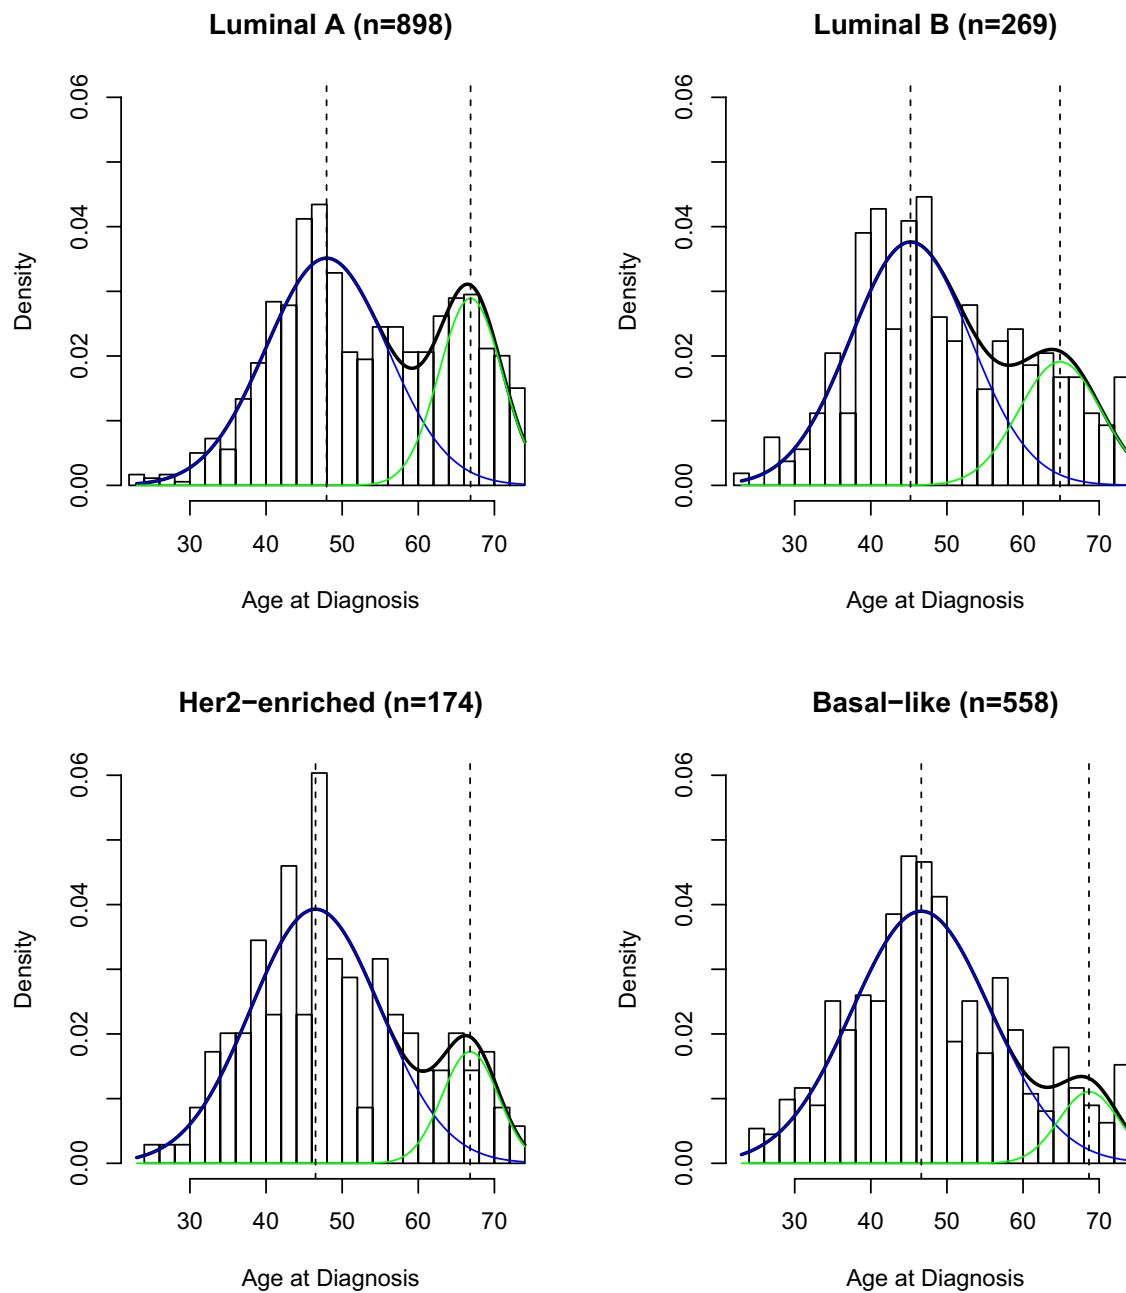 Luminal A (n=898)
Density
0.00 0.02 0.04 0.06
30 40 50 60 70
Age at Diagnosis
Luminal B (n=269)
Density
0.00 0.02 0.04 0.06
30 40 50 60 70
Age at Diagnosis
Her2−enriched (n=174)
Density
0.00 0.02 0.04 0.06
30 40 50 60 70
Age at Diagnosis
Basal−like (n=558)
Density
0.00 0.02 0.04 0.06
30 40 50 60 70
Age at Diagnosis